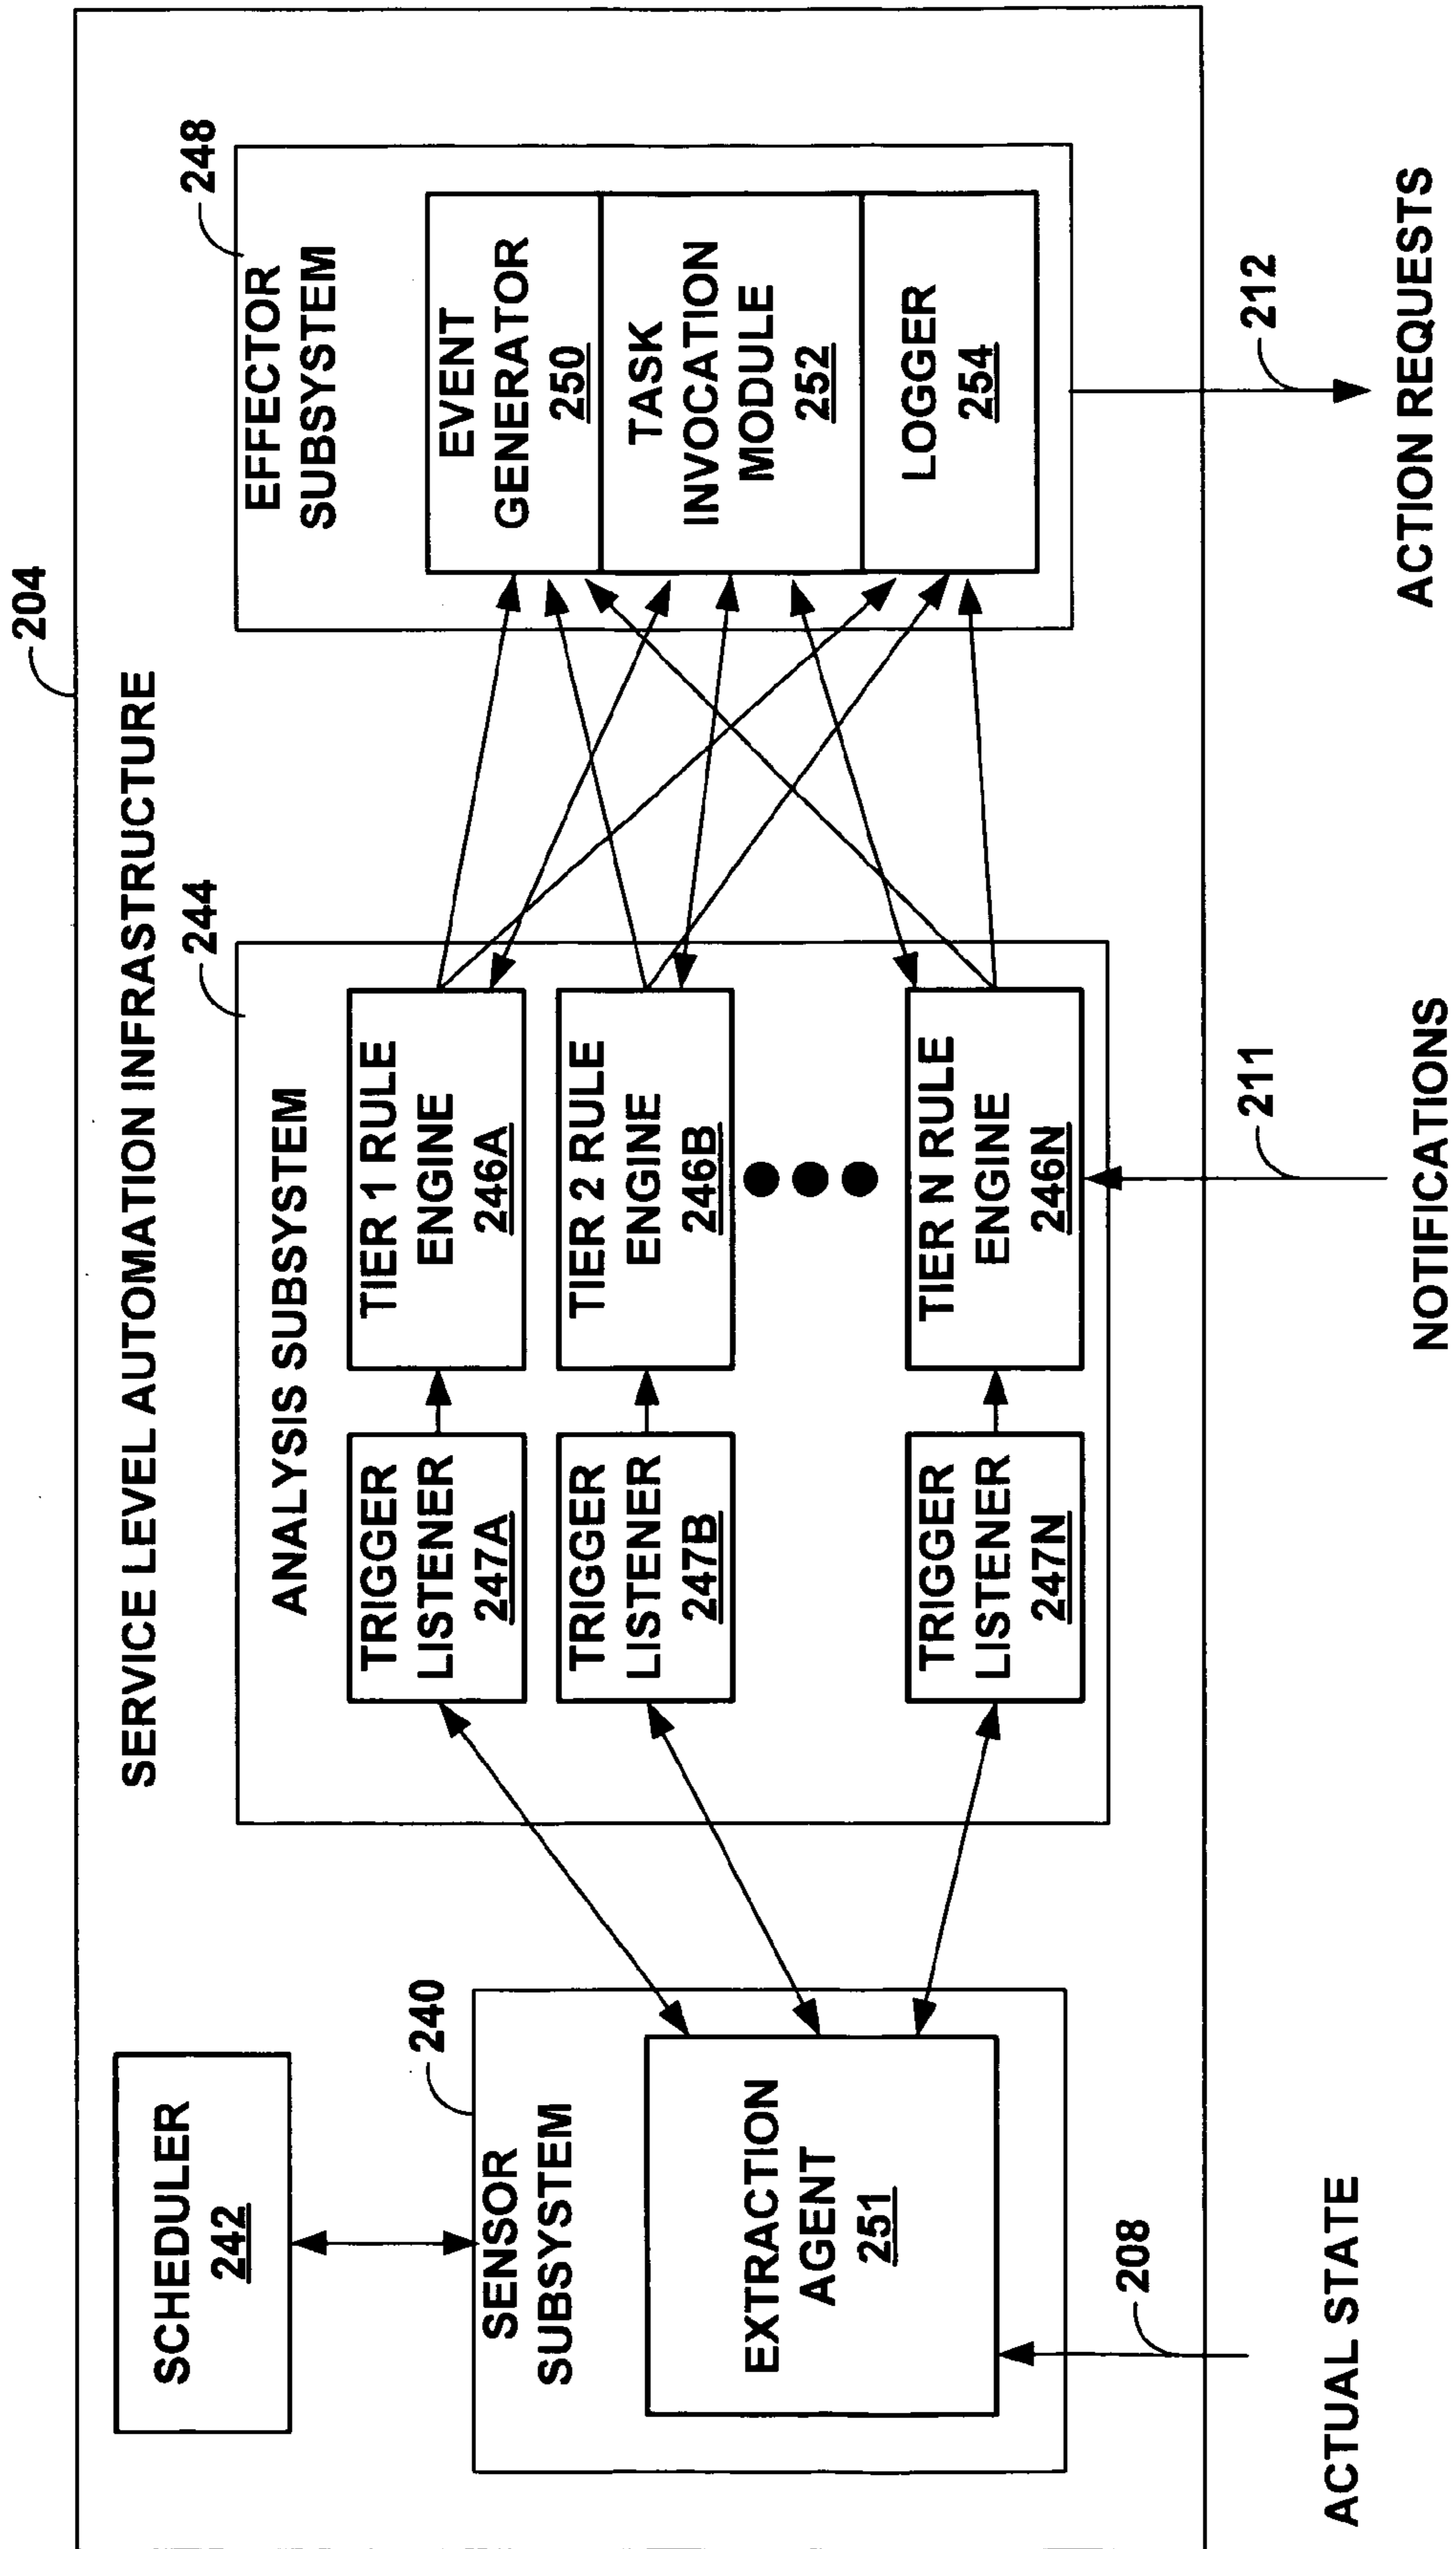 204
SERVICE LEVEL AUTOMATION INFRASTRUCTURE
SCHEDULER
242
240
SENSOR
SUBSYSTEM
EXTRACTION
AGENT
251
208
ACTUAL STATE
244
ANALYSIS SUBSYSTEM
TRIGGER
LISTENER
247A
TIER 1 RULE
ENGINE
246A
TRIGGER
LISTENER
247B
TIER 2 RULE
ENGINE
246B
TRIGGER
LISTENER
247N
TIER N RULE
ENGINE
246N
211
NOTIFICATIONS
248
EFFECTOR
SUBSYSTEM
EVENT
GENERATOR
250
TASK
INVOCATION
MODULE
252
LOGGER
254
212
ACTION REQUESTS